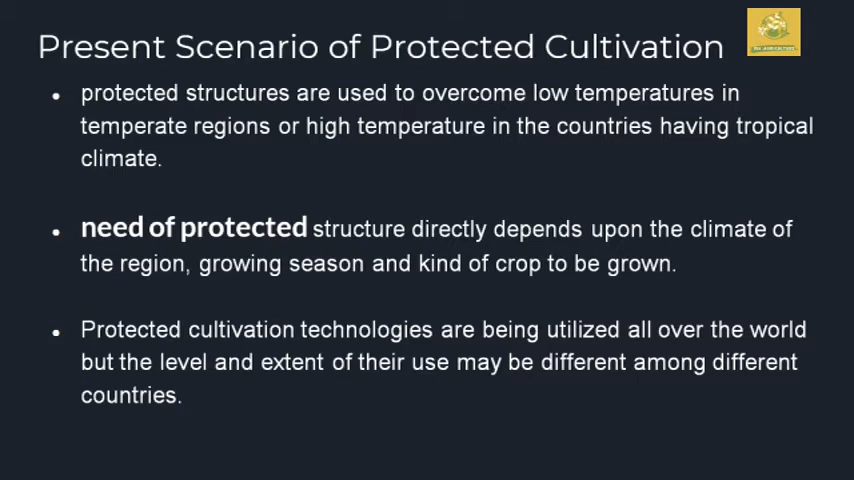 Present Scenario of Protected Cultivation
protected structures are used to overcome low temperatures in
temperate regions or high temperature in the countries having tropical
climate.
need of protected structure directly depends upon the climate of
the region, growing season and kind of crop to be grown.
Protected cultivation technologies are being utilized all over the world
but the level and extent of their use may be different among different
countries.